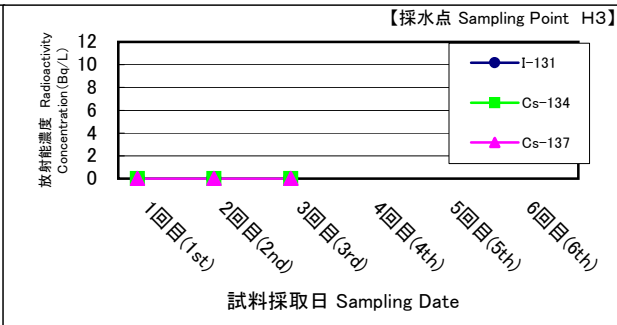 【採水点 Sampling Point H3】
放射能濃度 Radioactivity
Concentration(Bq/L)
12
10
8
6
4
2
0
I-131
Cs-134
Cs-137
1回目(1st)
2回目(2nd)
3回目(3rd)
4回目(4th)
5回目(5th)
6回目(6th)
試料採取日 Sampling Date